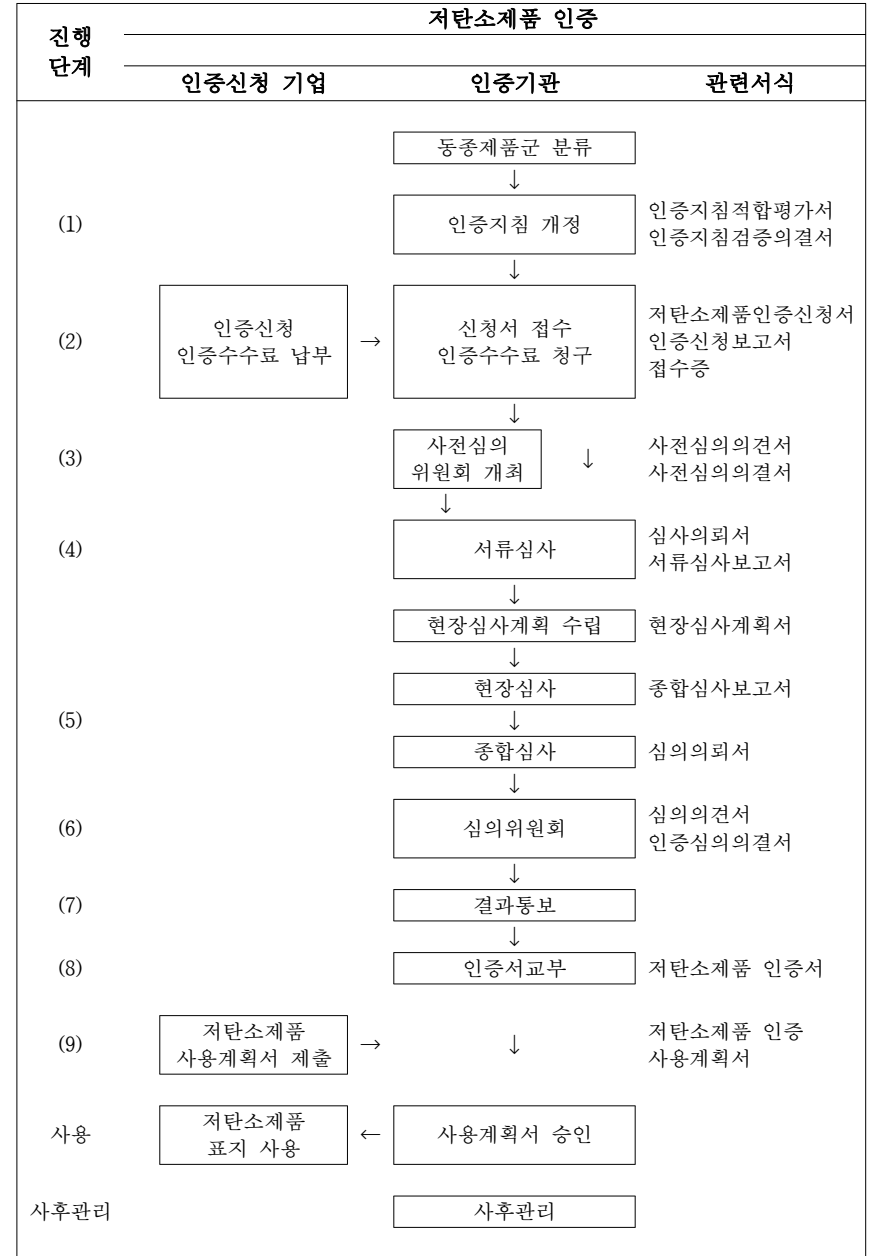 저탄소제품 인증
진행
단계
인증신청 기업 인증기관 관련서식
동종제품군 분류
↓
(1) 인증지침 개정 인증지침적합평가서
인증지침검증의결서
↓
(2) 인증신청
인증수수료 납부 → 신청서 접수
인증수수료 청구 저탄소제품인증신청서
인증신청보고서
접수증
↓
(3) 사전심의
위원회 개최 ↓ 사전심의의견서
사전심의의결서
↓
(4) 서류심사 심사의뢰서
서류심사보고서
↓
현장심사계획 수립 현장심사계획서
↓
현장심사 종합심사보고서
(5) ↓
종합심사 심의의뢰서
↓
(6) 심의위원회 심의의견서
인증심의의결서
↓
(7) 결과통보
↓
(8) 인증서교부 저탄소제품 인증서
(9) 저탄소제품
사용계획서 제출 → ↓ 저탄소제품 인증
사용계획서
사용 저탄소제품
표지 사용 ← 사용계획서 승인
사후관리 사후관리